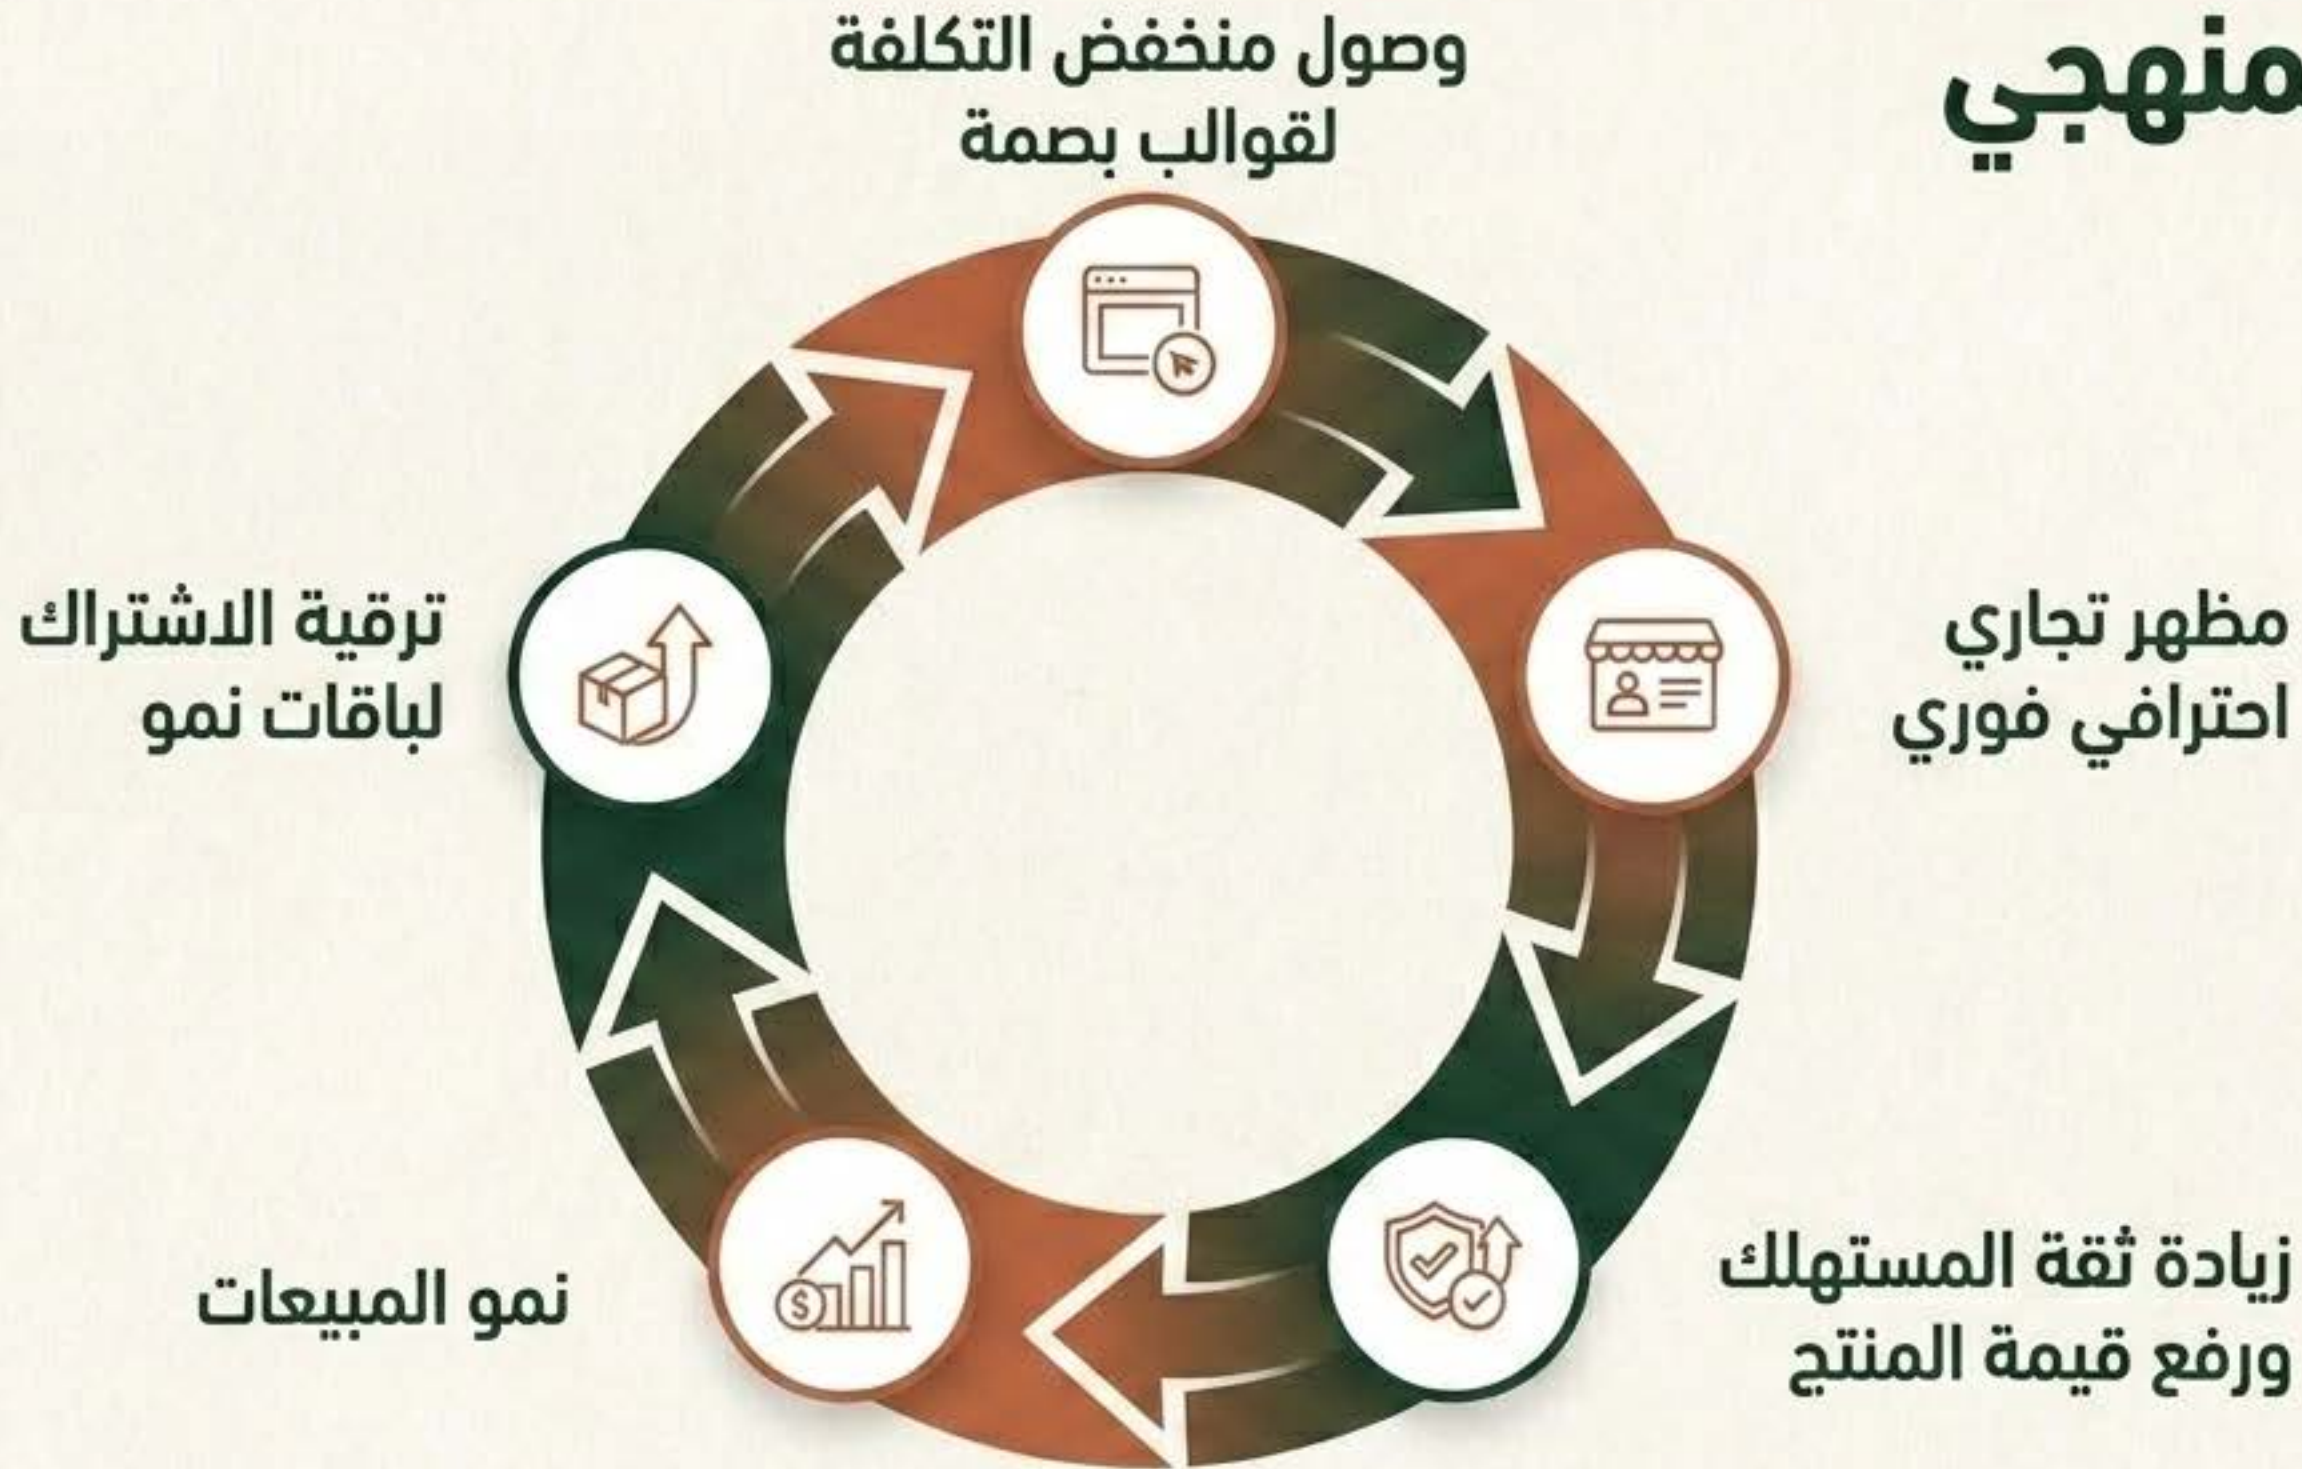 منهجي
وصول منخفض التكلفة
لقوالب بصمة
مظهر تجاري
احترافي فوري
زيادة ثقة المستهلك
ورفع قيمة المنتج
نمو المبيعات
ترقية الاشتراك
لباقات نمو
$